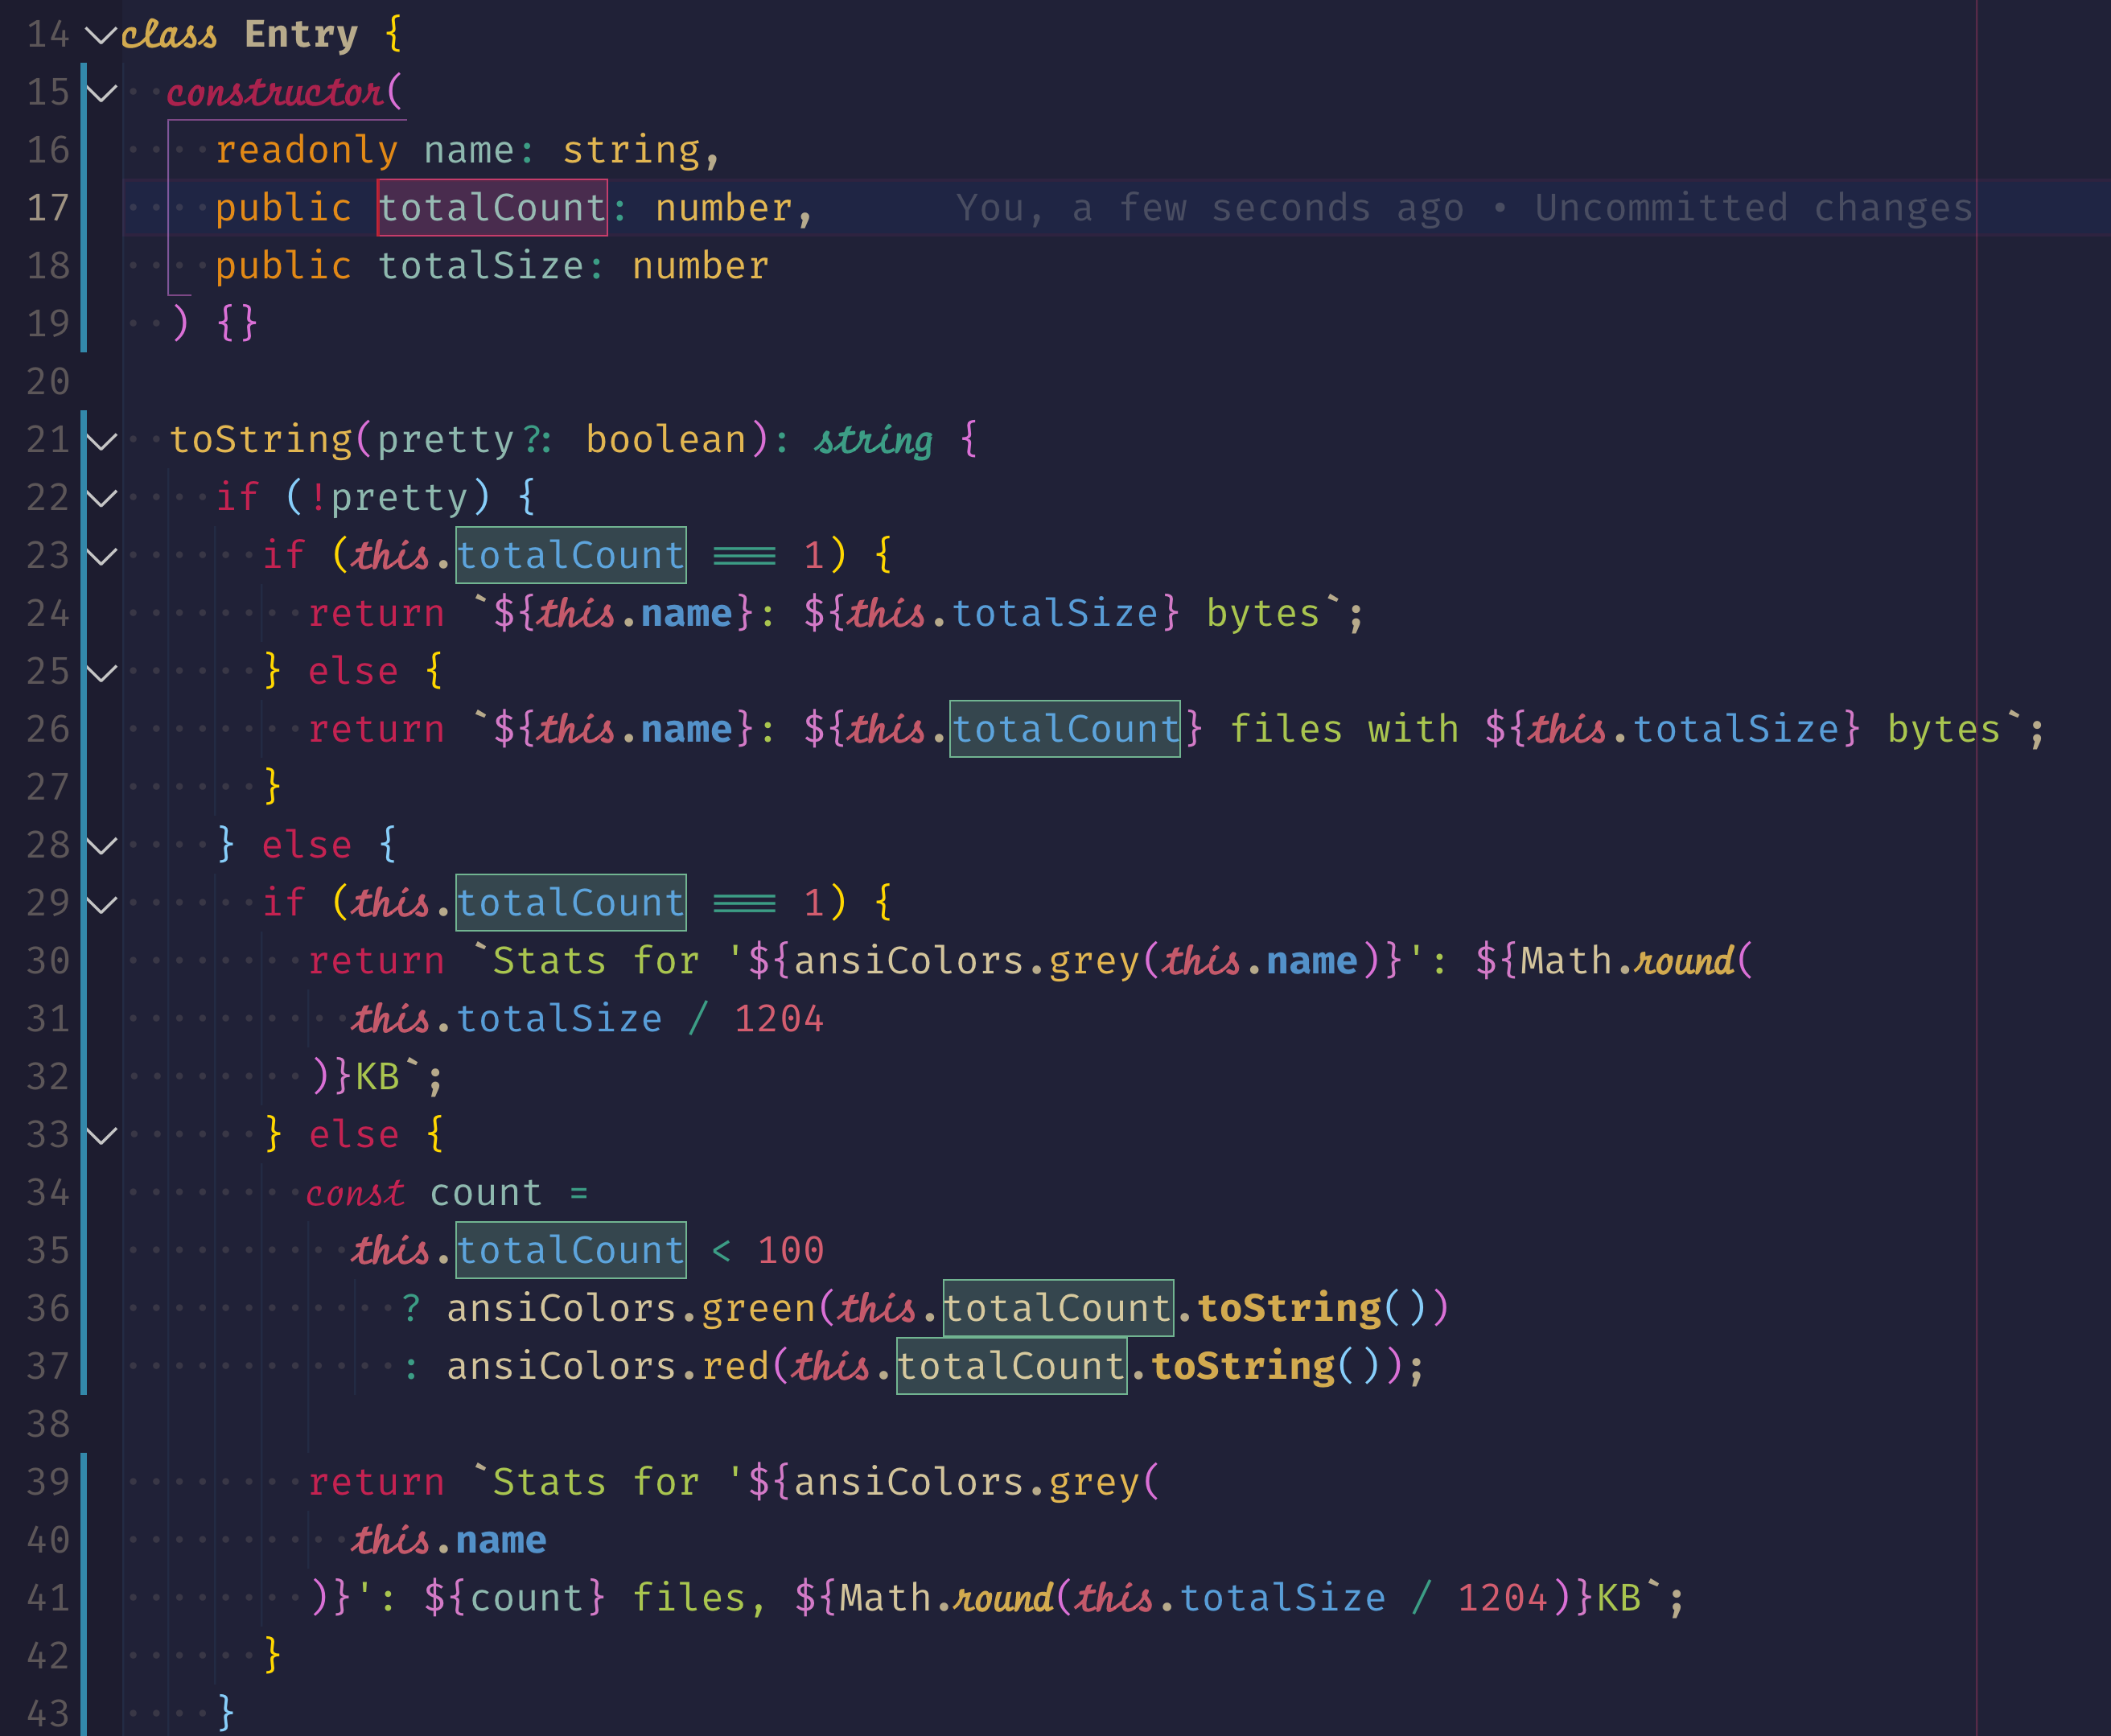 14 class Entry {
15 constructor(
16 readonly name: string,
17 public totalCount: number, You, a few seconds ago • Uncommitted changes
18 public totalSize: number
19 ) {}
20
21 toString(pretty?: boolean): string {
22 if (!pretty) {
23 if (this.totalCount === 1) {
24 return `${this.name}: ${this.totalSize} bytes`;
25 } else {
26 return `${this.name}: ${this.totalCount} files with ${this.totalSize} bytes`;
27 }
28 } else {
29 if (this.totalCount === 1) {
30 return `Stats for '${ansiColors.grey(this.name)}': ${Math.round(
31 this.totalSize / 1204
32 )}KB`;
33 } else {
34 const count =
35 this.totalCount < 100
36 ? ansiColors.green(this.totalCount.toString())
37 : ansiColors.red(this.totalCount.toString());
38
39 return `Stats for '${ansiColors.grey(
40 this.name
41 )}': ${count} files, ${Math.round(this.totalSize / 1204)}KB`;
42 }
43 }